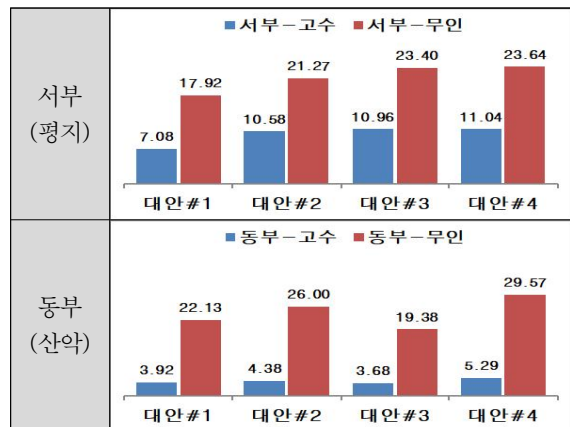 서부
(평지)
■서부-고수 ■서부-무인
17.92 21.27 23.40 23.64
7.08 10.58 10.96 11.04
대안#1 대안#2 대안#3 대안#4
동부
(산악)
■동부-고수 ■동부-무인
22.13 26.00 19.38 29.57
3.92 4.38 3.68 5.29
대안#1 대안#2 대안#3 대안#4